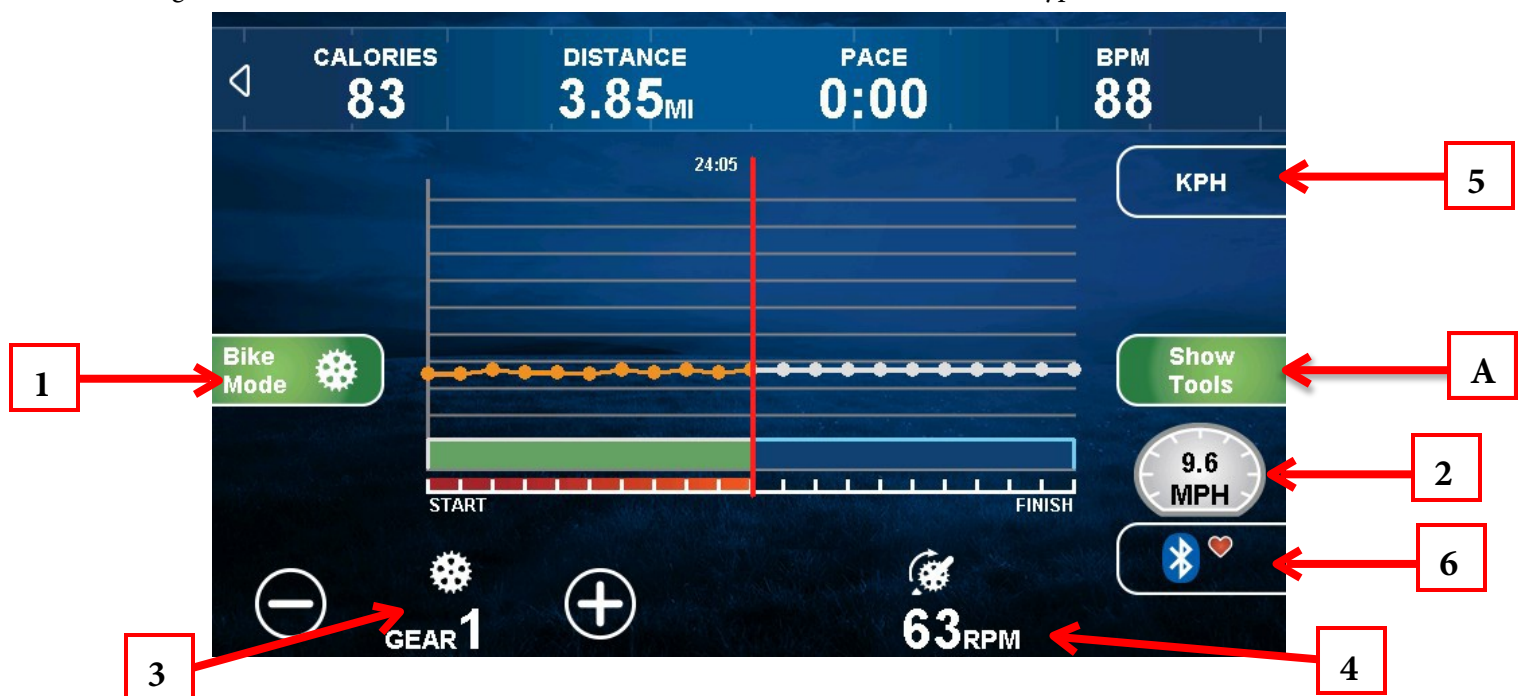 CALORIES DISTANCE PACE BPM
83 3.85MI 0:00 88
24:05
KPH
5
Bike
Mode
1
Show
Tools
A
9.6
MPH
2
START FINISH
6
GEAR1
63RPM
3
4